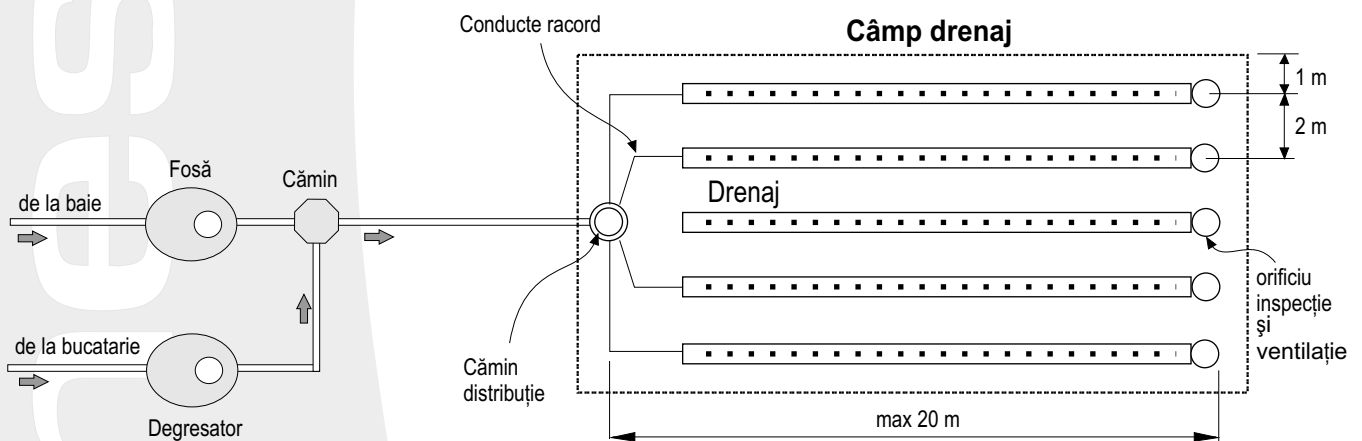 Conducte racord
Câmp drenaj
1 m
2 m
Fosă
Cămin
de la baie
Drenaj
orificiu
inspecție
și
ventilație
de la bucatarie
Cămin
distribuție
Degresator
max 20 m